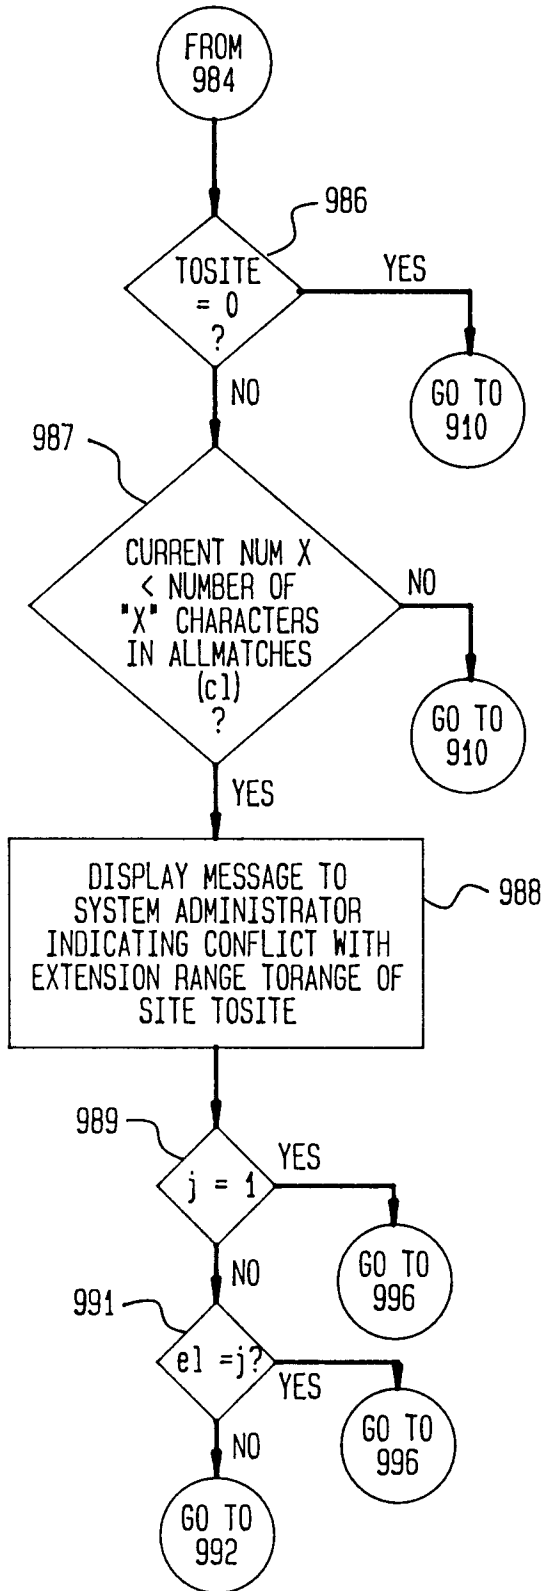 FROM
984
986
TOSITE
= 0
?
YES
GO TO
910
NO
987
CURRENT NUM X
< NUMBER OF
"X" CHARACTERS
IN ALLMATCHES
(cl)
?
NO
GO TO
910
YES
DISPLAY MESSAGE TO
SYSTEM ADMINISTRATOR
INDICATING CONFLICT WITH
EXTENSION RANGE TORANGE OF
SITE TOSITE
988
989
j = 1
YES
GO TO
996
NO
991
el =j?
YES
GO TO
996
NO
GO TO
992